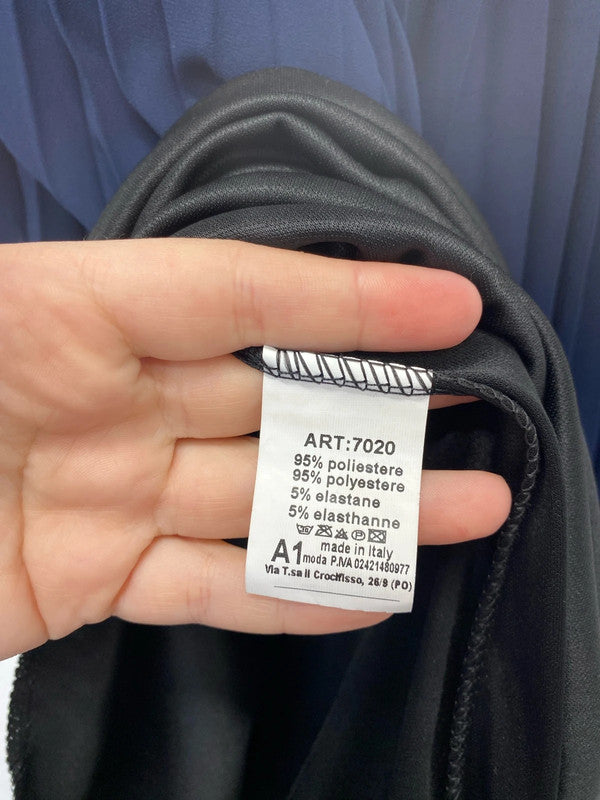 ART:7020
95% poliestere
95% polyestere
5% elastane
5% elasthanne
made in Italy
A1 moda P.IVA 02421480977
Via T.sa il Crocifisso, 26/9 (PO)